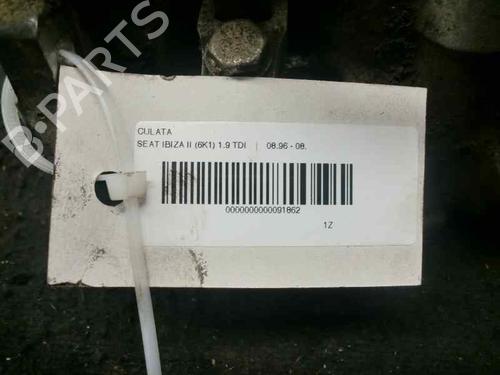 CULATA
SEAT IBIZA II (6K1) 1.9 TDI | 08.96 - 08.
0000000000091862
1Z
B-PARTS